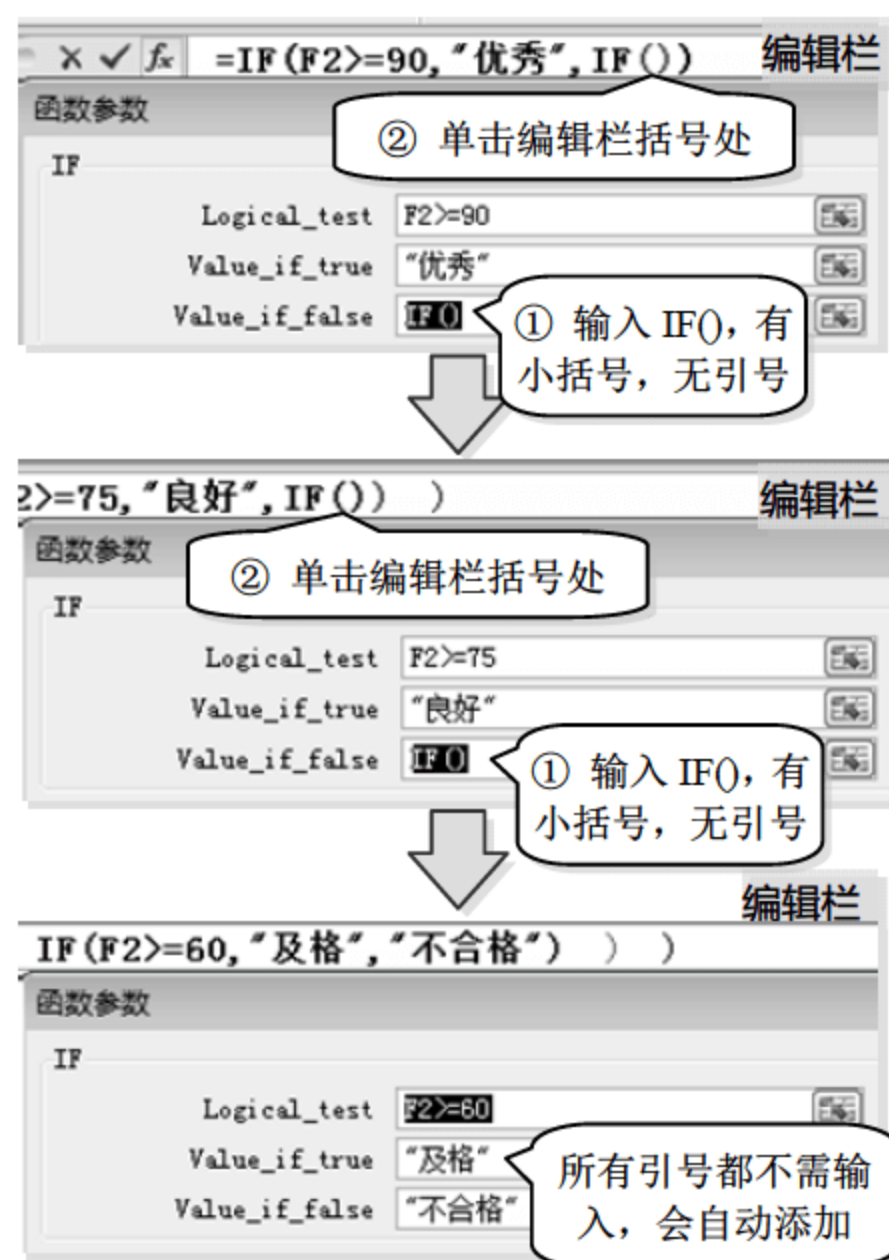 =IF(F2>=90,"优秀",IF()) 编辑栏
函数参数
② 单击编辑栏括号处
IF
Logical_test F2>=90
Value_if_true "优秀"
Value_if_false IF()
① 输入 IF(), 有
小括号，无引号
2>=75,"良好",IF()) ) 编辑栏
函数参数
② 单击编辑栏括号处
IF
Logical_test F2>=75
Value_if_true "良好"
Value_if_false IF()
① 输入 IF(), 有
小括号，无引号
编辑栏
IF(F2>=60,"及格","不合格") ) )
函数参数
IF
Logical_test F2>=60
Value_if_true "及格"
Value_if_false "不合格"
所有引号都不需输
入，会自动添加